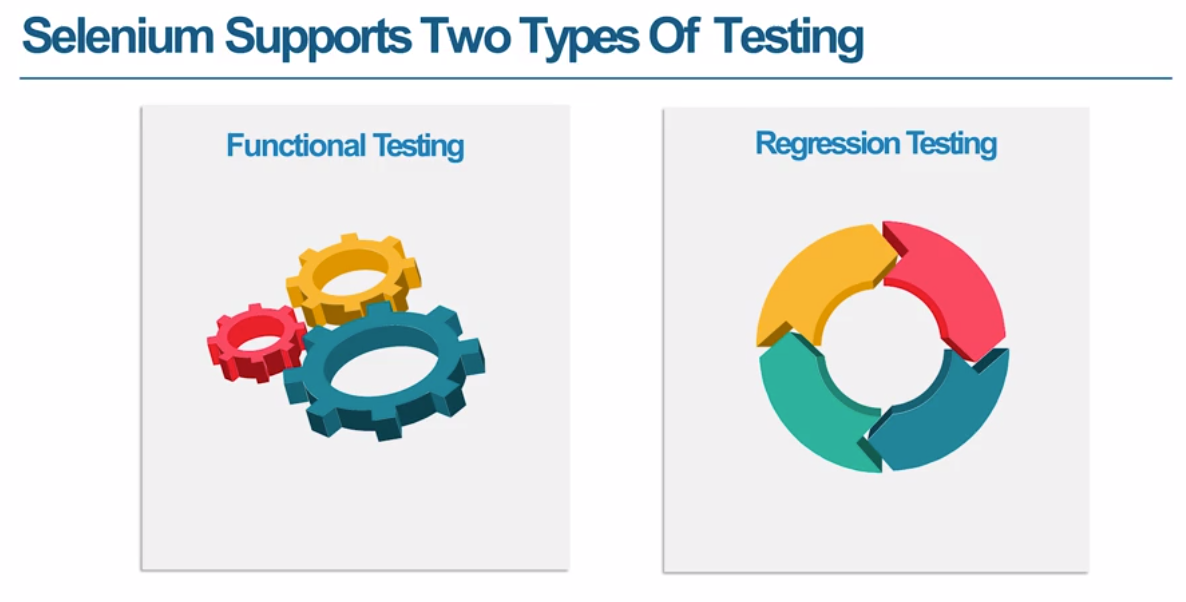 Selenium Supports Two Types Of Testing
Functional Testing
Regression Testing